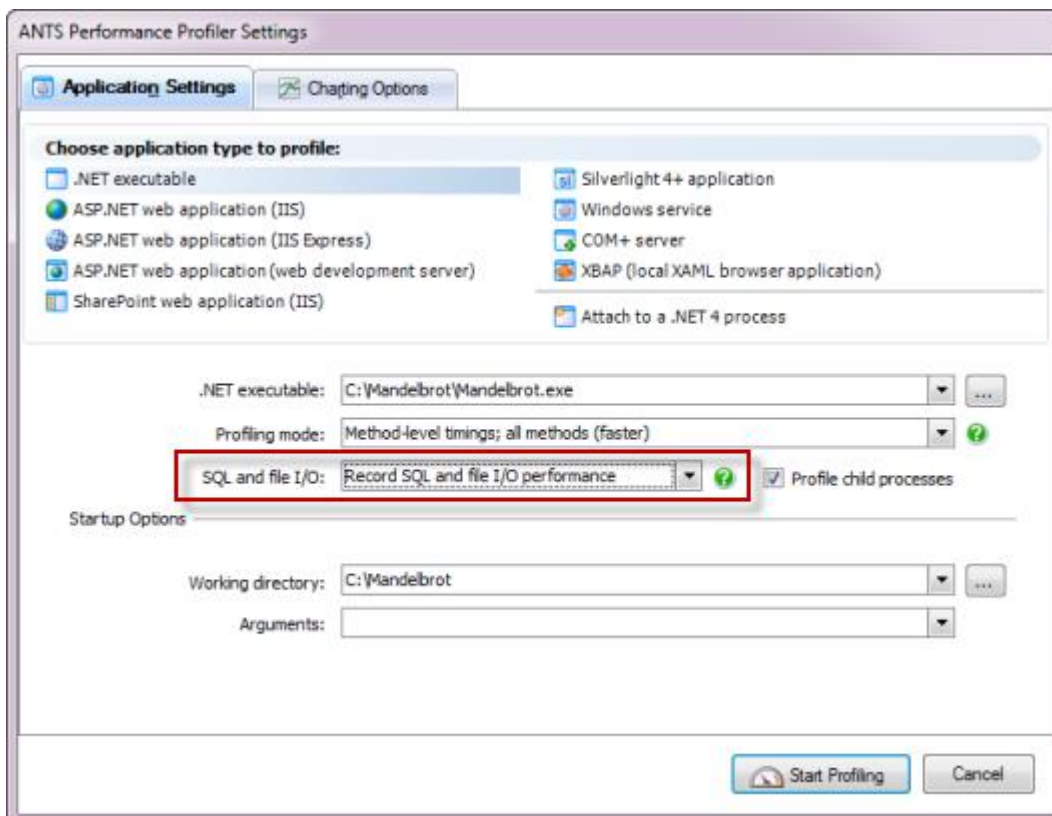 ANTS Performance Profiler Settings
Application Settings
Charting Options
Choose application type to profile:
.NET executable
ASP.NET web application (IIS)
ASP.NET web application (IIS Express)
ASP.NET web application (web development server)
SharePoint web application (IIS)
Silverlight 4+ application
Windows service
COM+ server
XBAP (local XAML browser application)
Attach to a .NET 4 process
.NET executable: C:\Mandelbrot\Mandelbrot.exe ...
Profiling mode: Method-level timings; all methods (faster) ?
SQL and file I/O: Record SQL and file I/O performance ? Profile child processes
Startup Options
Working directory: C:\Mandelbrot ...
Arguments:
Start Profiling Cancel